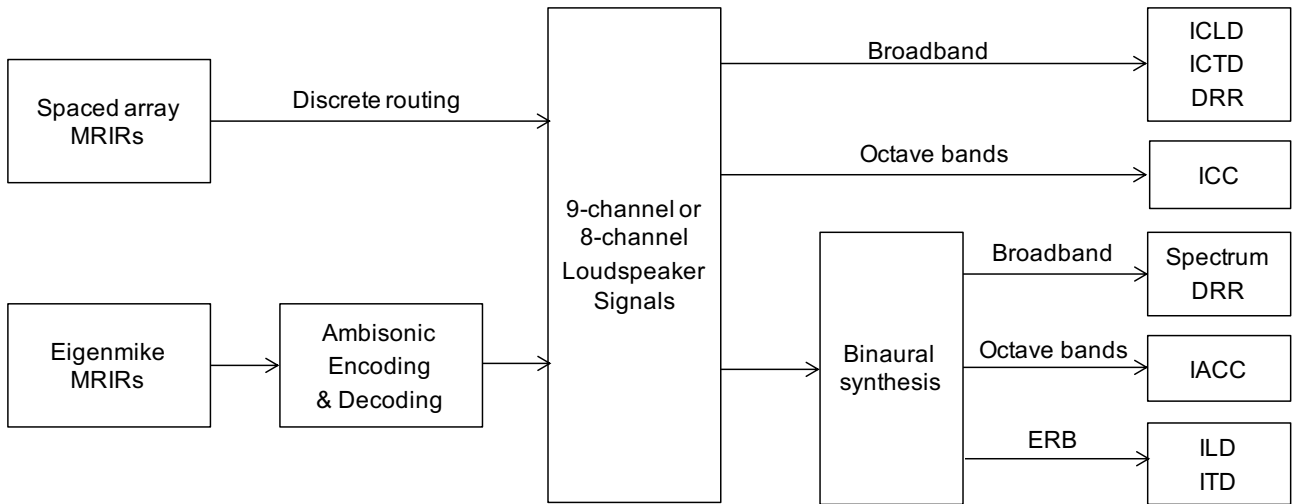 Spaced array
MRIRs
Discrete routing
Eigenmike
MRIRs
Ambisonic
Encoding
& Decoding
9-channel or
8-channel
Loudspeaker
Signals
Broadband
ICLD
ICTD
DRR
Octave bands
ICC
Binaural
synthesis
Broadband
Spectrum
DRR
Octave bands
IACC
ERB
ILD
ITD